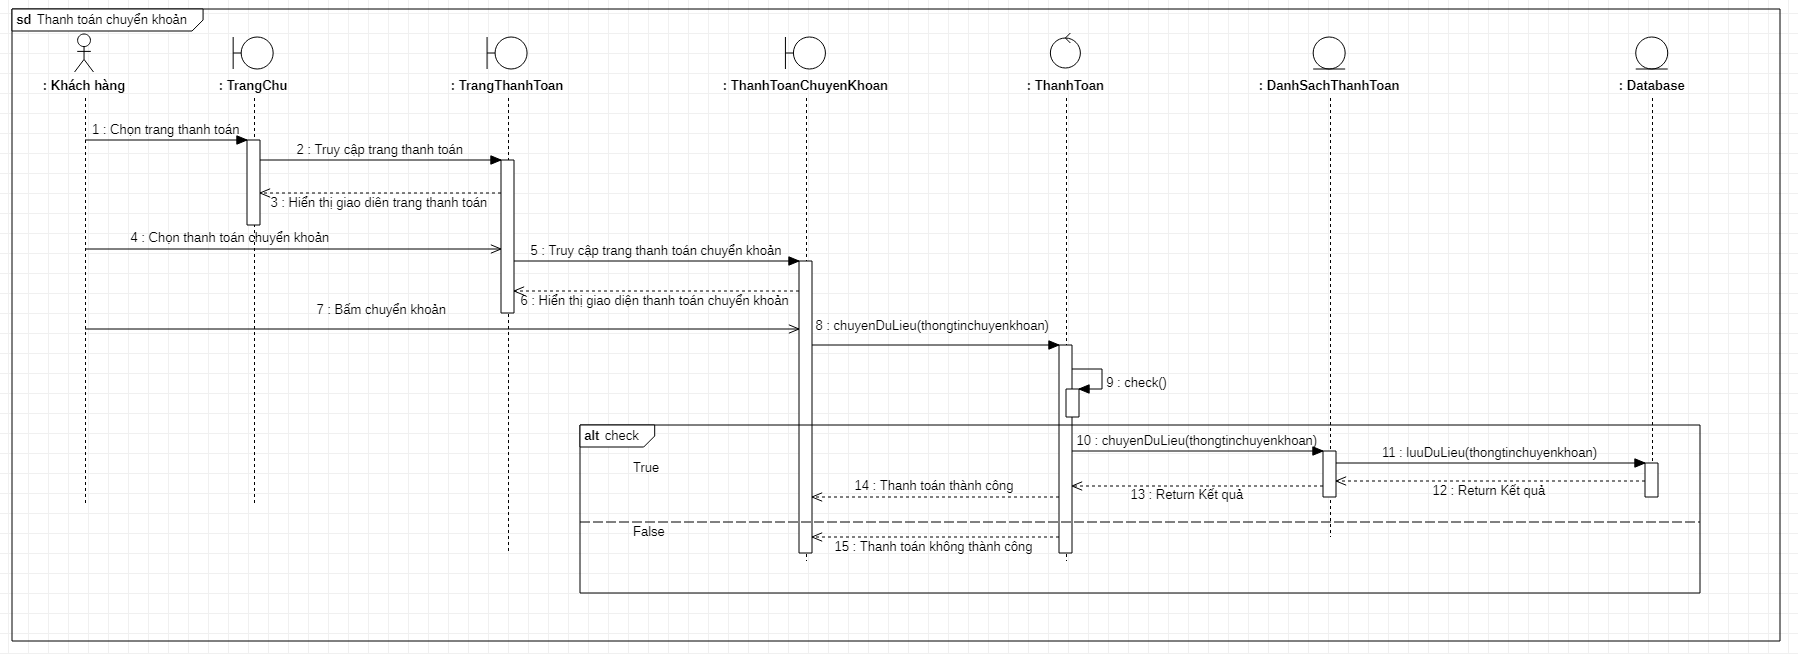 sd Thanh toán chuyển khoản
: Khách hàng
: TrangChu
: TrangThanhToan
: ThanhToanChuyenKhoan
: ThanhToan
: DanhSachThanhToan
: Database
1 : Chọn trang thanh toán
2 : Truy cập trang thanh toán
3 : Hiển thị giao diên trang thanh toán
4 : Chọn thanh toán chuyển khoản
5 : Truy cập trang thanh toán chuyển khoản
6 : Hiển thị giao diện thanh toán chuyển khoản
7 : Bấm chuyển khoản
8 : chuyenDuLieu(thongtinchuyenkhoan)
9 : check()
alt check
10 : chuyenDuLieu(thongtinchuyenkhoan)
11 : luuDuLieu(thongtinchuyenkhoan)
True
14 : Thanh toán thành công
13 : Return Kết quả
12 : Return Kết quả
False
15 : Thanh toán không thành công